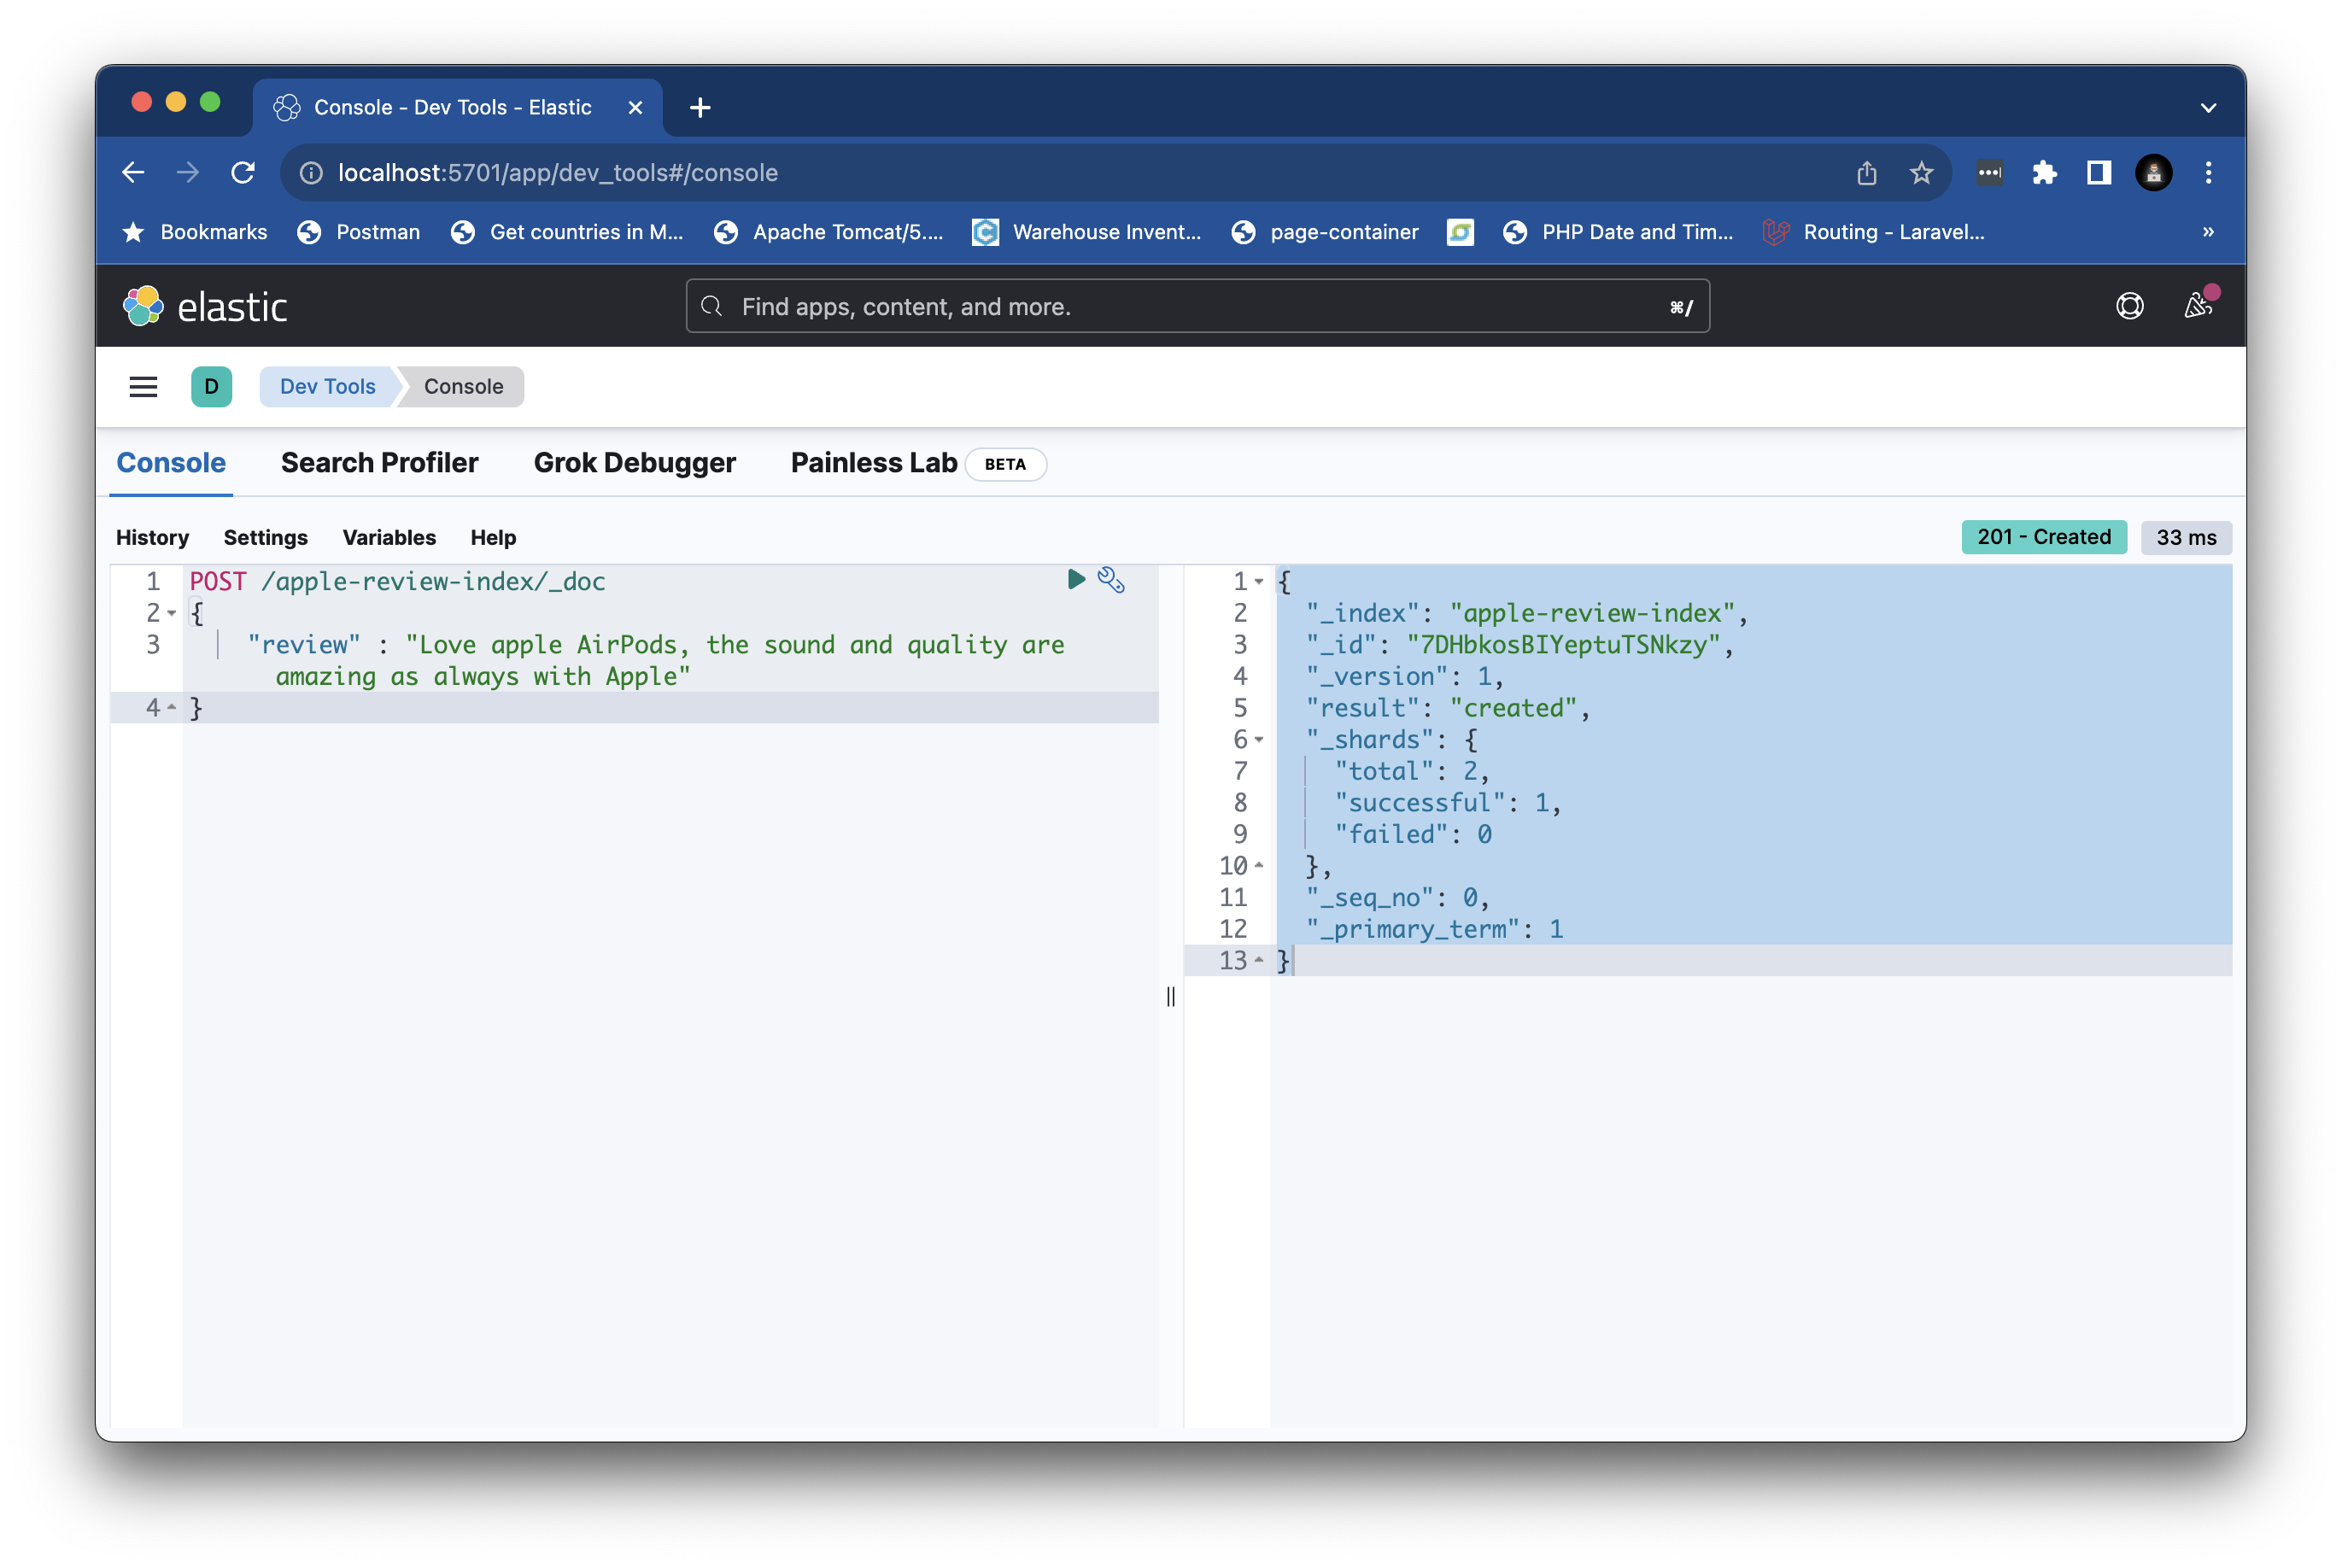 Console - Dev Tools - Elastic
localhost:5701/app/dev_tools#/console
Bookmarks Postman Get countries in M... Apache Tomcat/5.... Warehouse Invent... page-container PHP Date and Tim... Routing - Laravel... »
elastic Find apps, content, and more. ⌘/
D Dev Tools Console
Console Search Profiler Grok Debugger Painless Lab BETA
History Settings Variables Help 201 - Created 33 ms
1 POST /apple-review-index/_doc
2 {
3 "review" : "Love apple AirPods, the sound and quality are
amazing as always with Apple"
4 }
1 {
2 "_index": "apple-review-index",
3 "_id": "7DHbkosBIYeptuTSNkzy",
4 "_version": 1,
5 "result": "created",
6 "_shards": {
7 "total": 2,
8 "successful": 1,
9 "failed": 0
10 },
11 "_seq_no": 0,
12 "_primary_term": 1
13 }